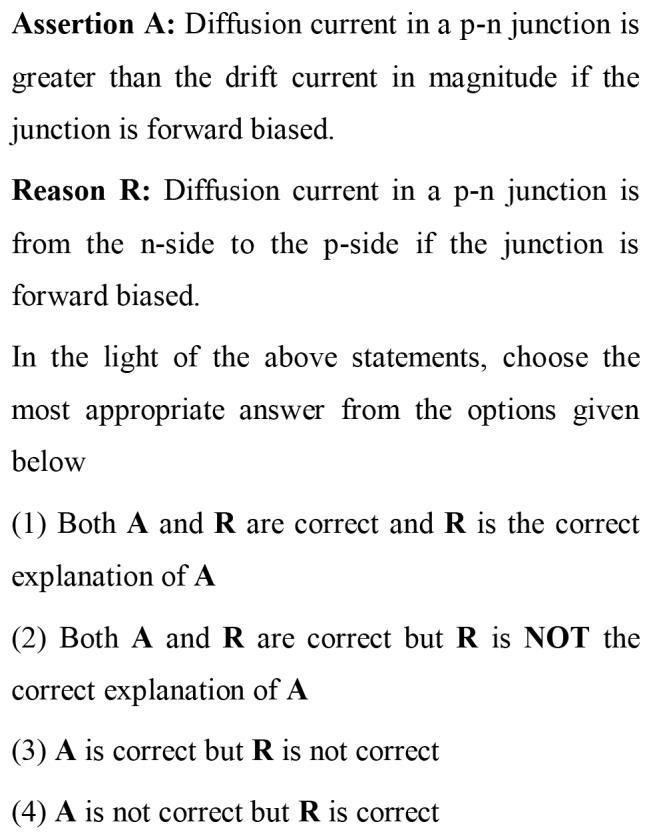 Assertion A: Diffusion current in a p-n junction is
greater than the drift current in magnitude if the
junction is forward biased.
Reason R: Diffusion current in a p-n junction is
from the n-side to the p-side if the junction is
forward biased.
In the light of the above statements, choose the
most appropriate answer from the options given
below
(1) Both A and R are correct and R is the correct
explanation of A
(2) Both A and R are correct but R is NOT the
correct explanation of A
(3) A is correct but R is not correct
(4) A is not correct but R is correct